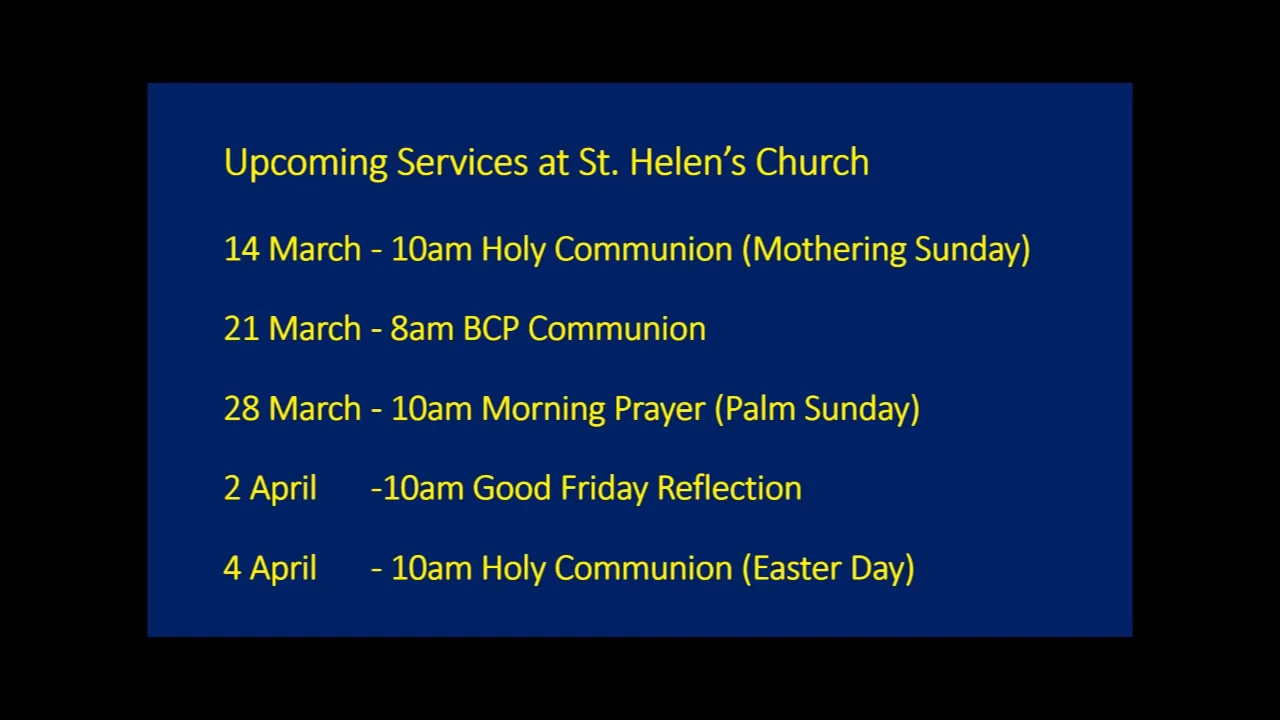 Upcoming Services at St. Helen’s Church
14 March - 10am Holy Communion (Mothering Sunday)
21 March - 8am BCP Communion
28 March - 10am Morning Prayer (Palm Sunday)
2 April -10am Good Friday Reflection
4 April - 10am Holy Communion (Easter Day)